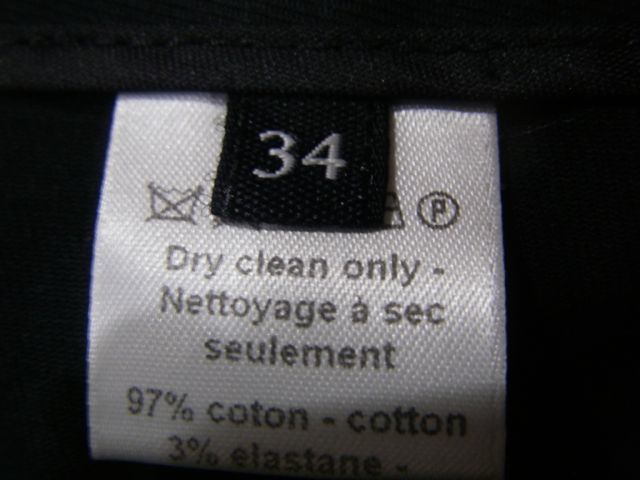 34
P
Dry clean only -
Nettoyage à sec
seulement
97% coton - cotton
3% elastane -